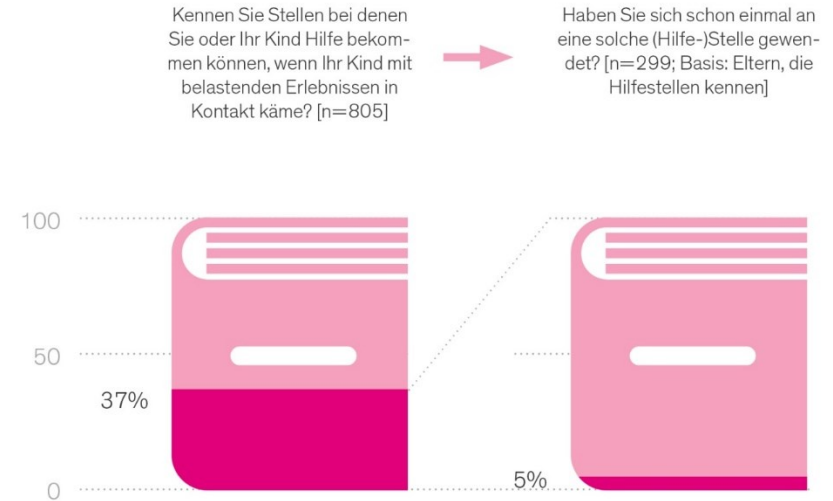 Kennen Sie Stellen bei denen
Sie oder Ihr Kind Hilfe bekom-
men können, wenn Ihr Kind mit
belastenden Erlebnissen in
Kontakt käme? [n=805]
Haben Sie sich schon einmal an
eine solche (Hilfe-)Stelle gewen-
det? [n=299; Basis: Eltern, die
Hilfestellen kennen]
100
50
37%
0
5%